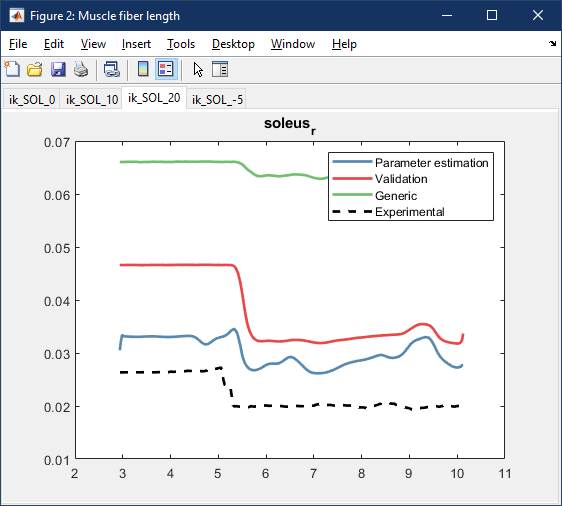 Figure 2: Muscle fiber length
File Edit View Insert Tools Desktop Window Help
ik_SOL_0 ik_SOL_10 ik_SOL_20 ik_SOL_-5
soleus_r
0.07
0.06
0.05
0.04
0.03
0.02
0.01
Parameter estimation
Validation
Generic
Experimental
2 3 4 5 6 7 8 9 10 11